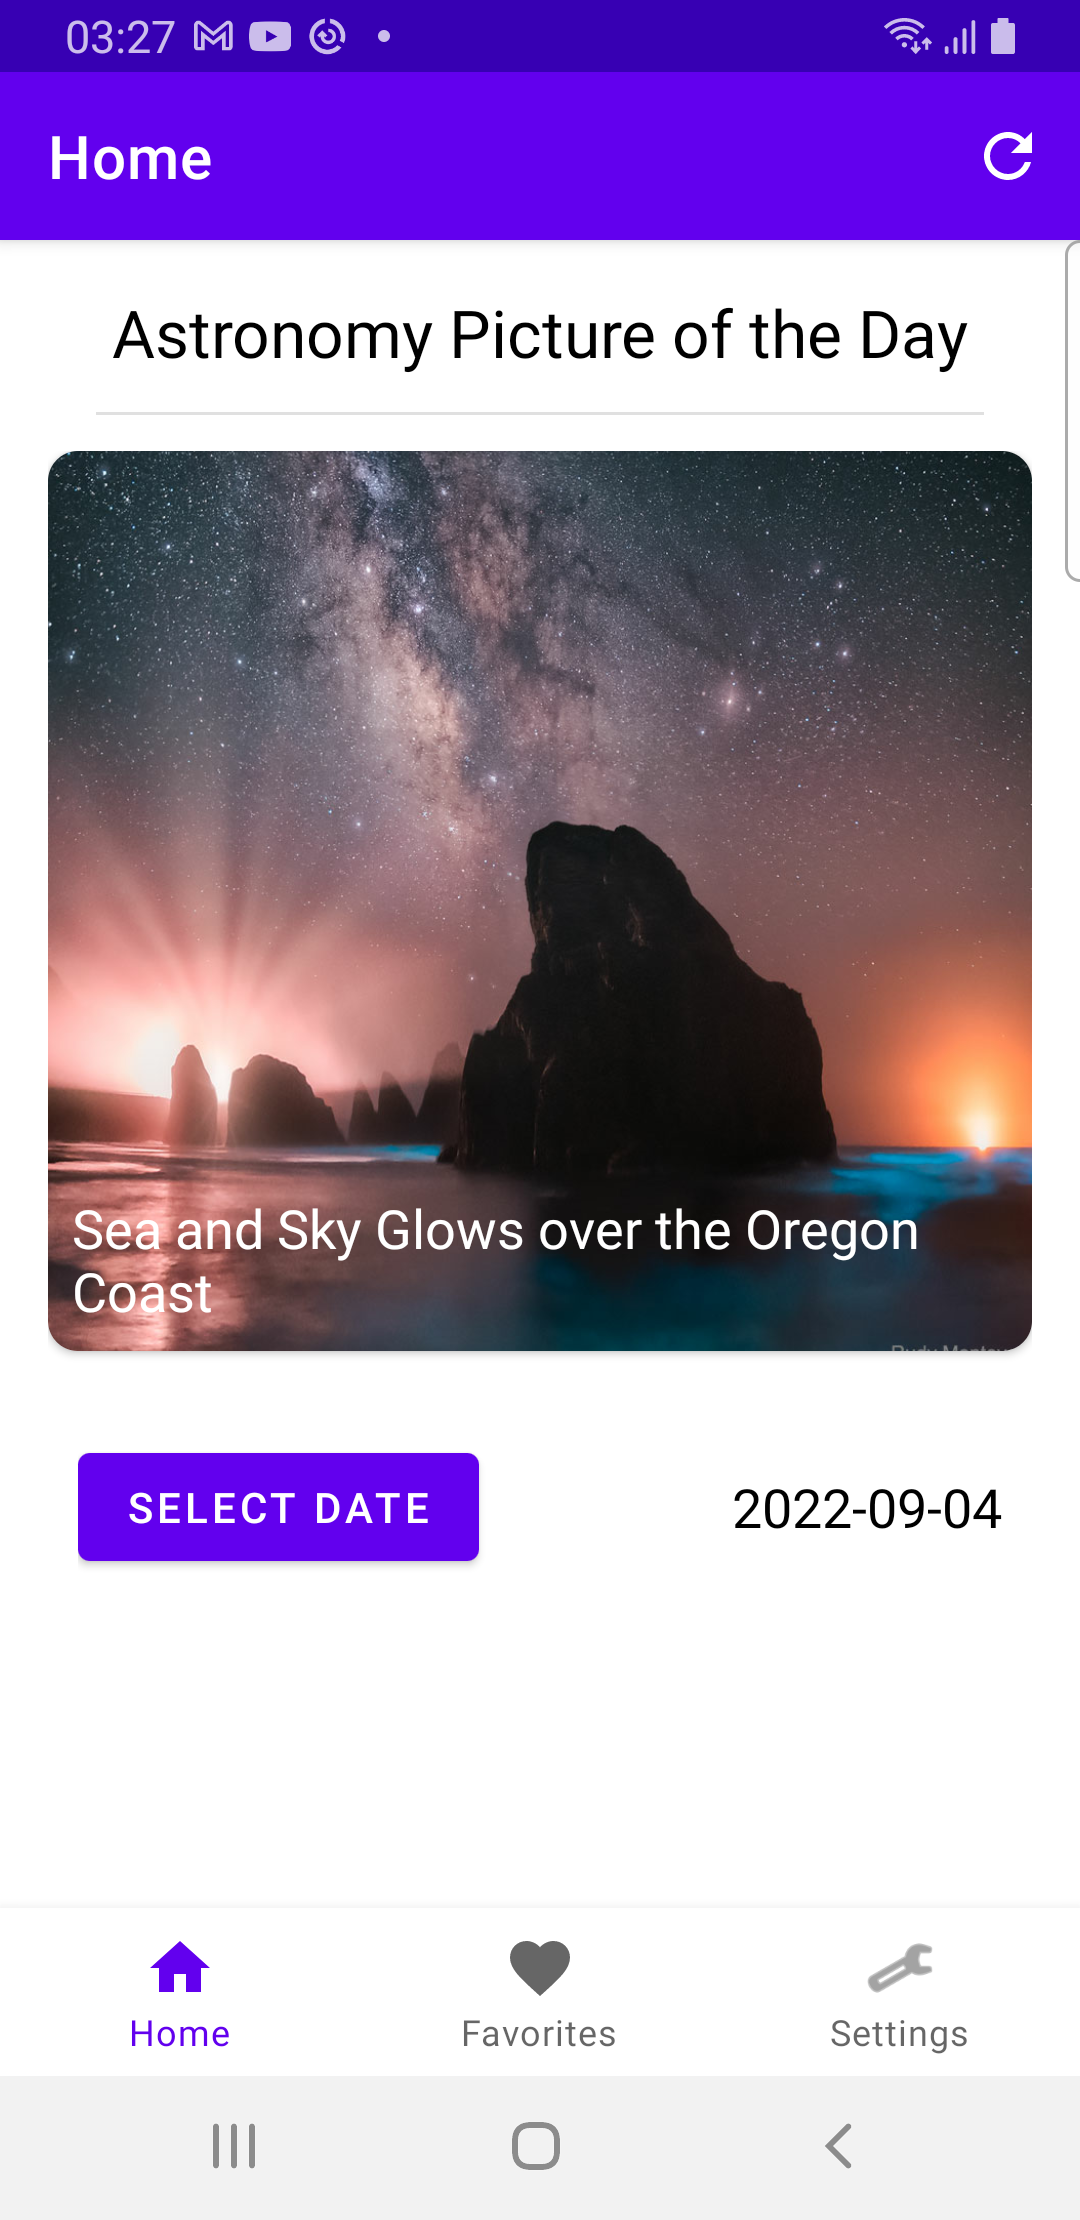 03:27
Home
Astronomy Picture of the Day
Sea and Sky Glows over the Oregon
Coast
SELECT DATE
2022-09-04
Home
Favorites
Settings